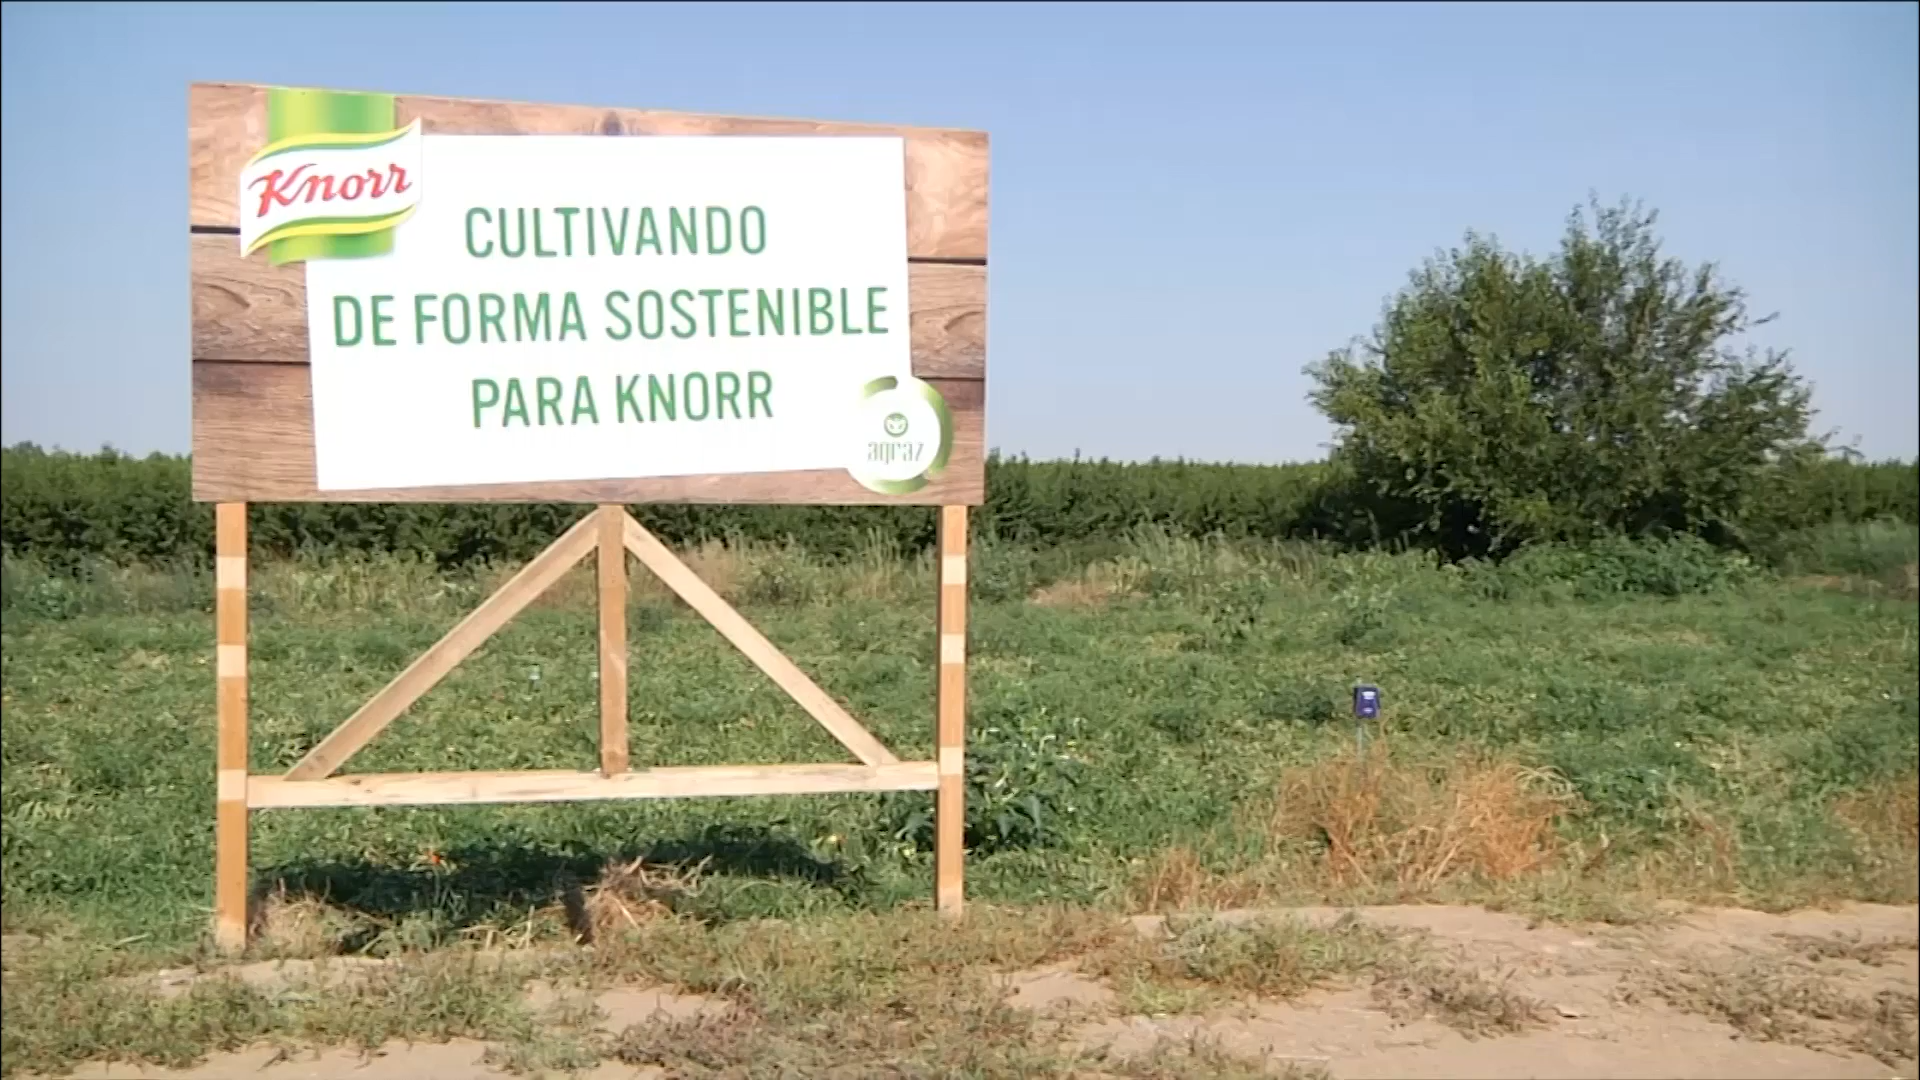 Knorr
CULTIVANDO
DE FORMA SOSTENIBLE
PARA KNORR
agraz